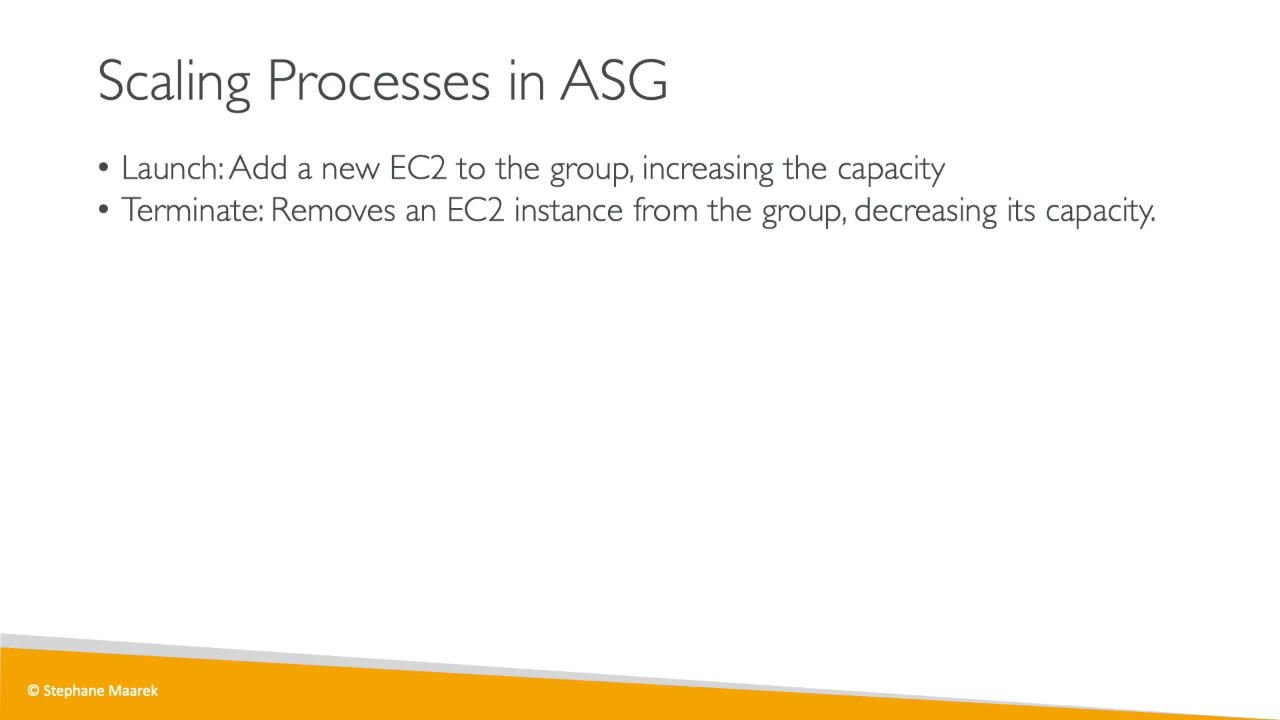 Scaling Processes in ASG
• Launch: Add a new EC2 to the group, increasing the capacity
• Terminate: Removes an EC2 instance from the group, decreasing its capacity.
© Stephane Maarek